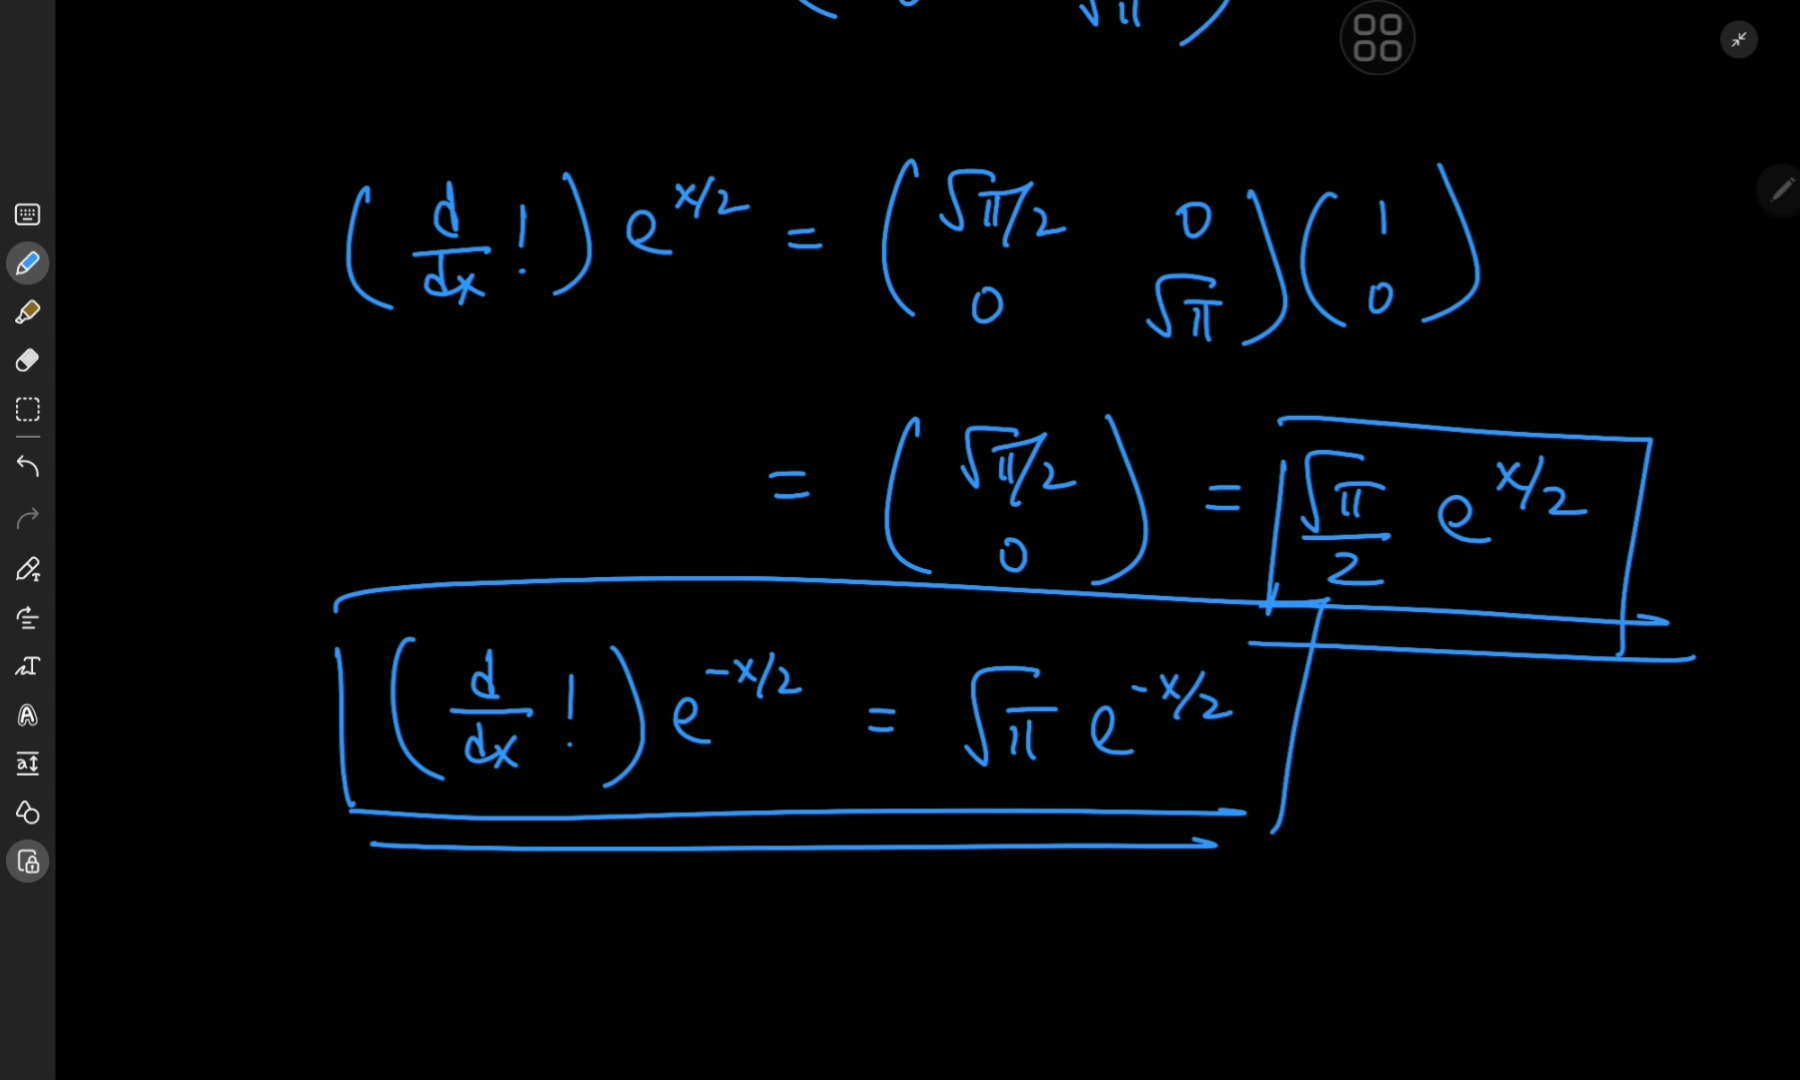 √π
(d/dx !) e^(x/2) = (√π/2 0 0 √π) (1 0)
= (√π/2 0) = √π/2 e^(x/2)
(d/dx !) e^(-x/2) = √π e^(-x/2)